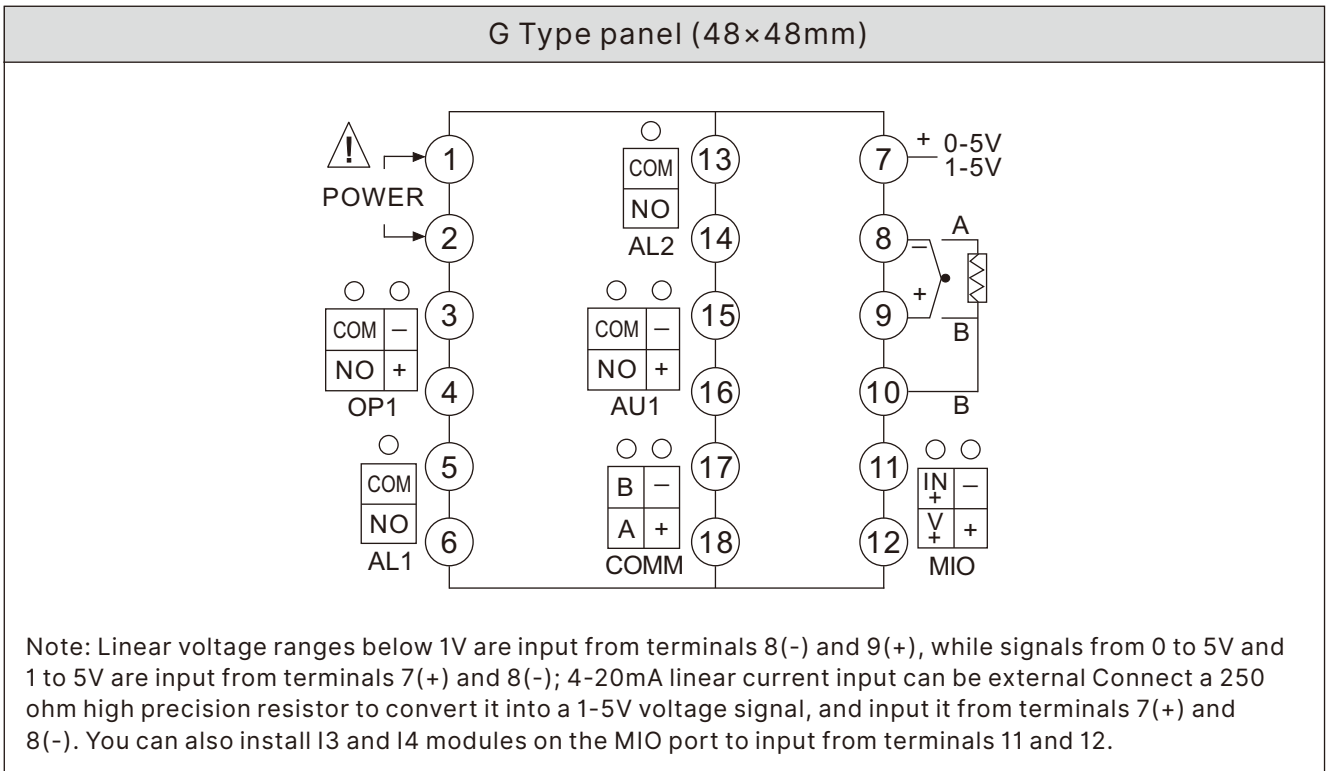 G Type panel (48×48mm)
! POWER
1
2
3
4
5
6
COM —
NO +
OP1
COM
NO
AL1
COM
NO
AL2
COM —
NO +
AU1
B —
A +
COMM
13
14
15
16
17
18
7
8
9
10
11
12
+ 0-5V
1-5V
—
+
A
B
B
IN+ —
V+ +
MIO
Note: Linear voltage ranges below 1V are input from terminals 8(-) and 9(+), while signals from 0 to 5V and
1 to 5V are input from terminals 7(+) and 8(-); 4-20mA linear current input can be external Connect a 250
ohm high precision resistor to convert it into a 1-5V voltage signal, and input it from terminals 7(+) and
8(-). You can also install I3 and I4 modules on the MIO port to input from terminals 11 and 12.